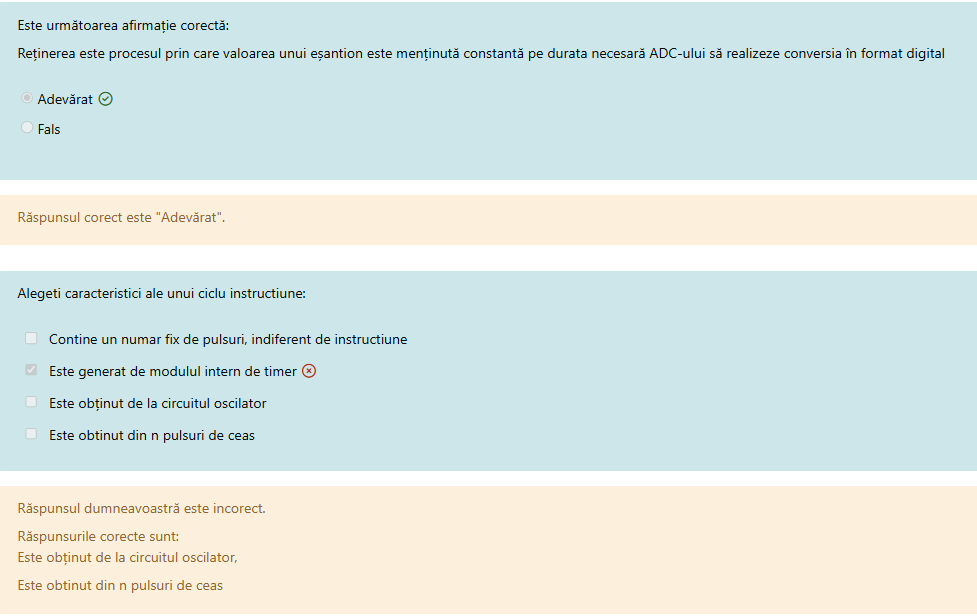 Este următoarea afirmație corectă:
Reținerea este procesul prin care valoarea unui eșantion este menținută constantă pe durata necesară ADC-ului să realizeze conversia în format digital
Adevărat
Fals
Răspunsul corect este "Adevărat".
Alegeti caracteristici ale unui ciclu instructiune:
Contine un numar fix de pulsuri, indiferent de instructiune
Este generat de modulul intern de timer
Este obținut de la circuitul oscilator
Este obtinut din n pulsuri de ceas
Răspunsul dumneavoastră este incorect.
Răspunsurile corecte sunt:
Este obținut de la circuitul oscilator,
Este obtinut din n pulsuri de ceas